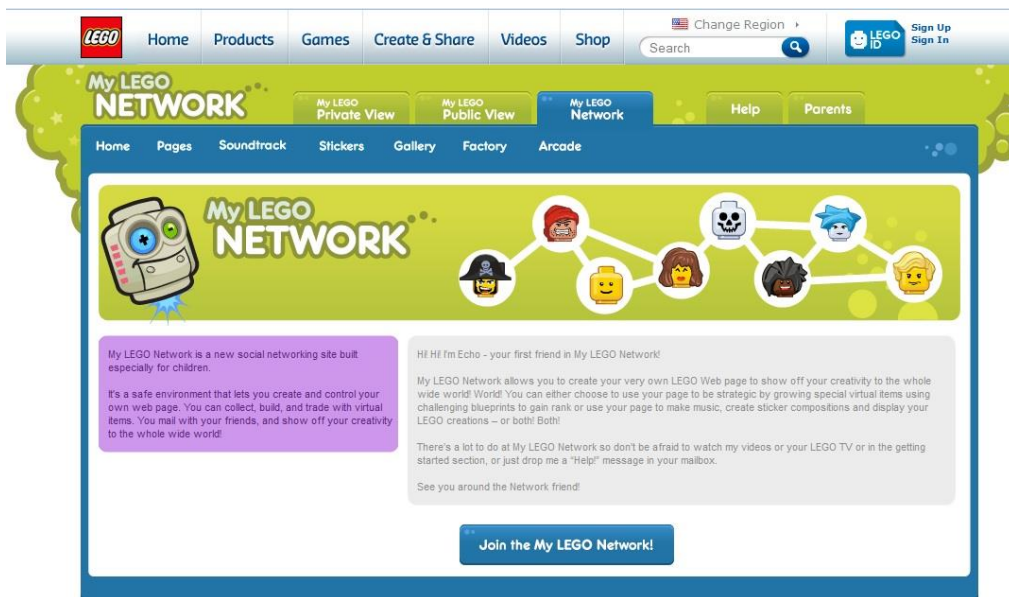 LEGO
Home Products Games Create & Share Videos Shop
Change Region
Search
LEGO ID
Sign Up
Sign In
My LEGO
NETWORK
My LEGO
Private View
My LEGO
Public View
My LEGO
Network
Help
Parents
Home Pages Soundtrack Stickers Gallery Factory Arcade
My LEGO
NETWORK
My LEGO Network is a new social networking site built
especially for children.
It's a safe environment that lets you create and control your
own web page. You can collect, build, and trade with virtual
items. You mail with your friends, and show off your creativity
to the whole wide world!
Hi! Hi! I'm Echo - your first friend in My LEGO Network!
My LEGO Network allows you to create your very own LEGO Web page to show off your creativity to the whole
wide world! World! You can either choose to use your page to be strategic by growing special virtual items using
challenging blueprints to gain rank or use your page to make music, create sticker compositions and display your
LEGO creations – or both! Both!
There's a lot to do at My LEGO Network so don't be afraid to watch my videos or your LEGO TV or in the getting
started section, or just drop me a "Help!" message in your mailbox.
See you around the Network friend!
Join the My LEGO Network!